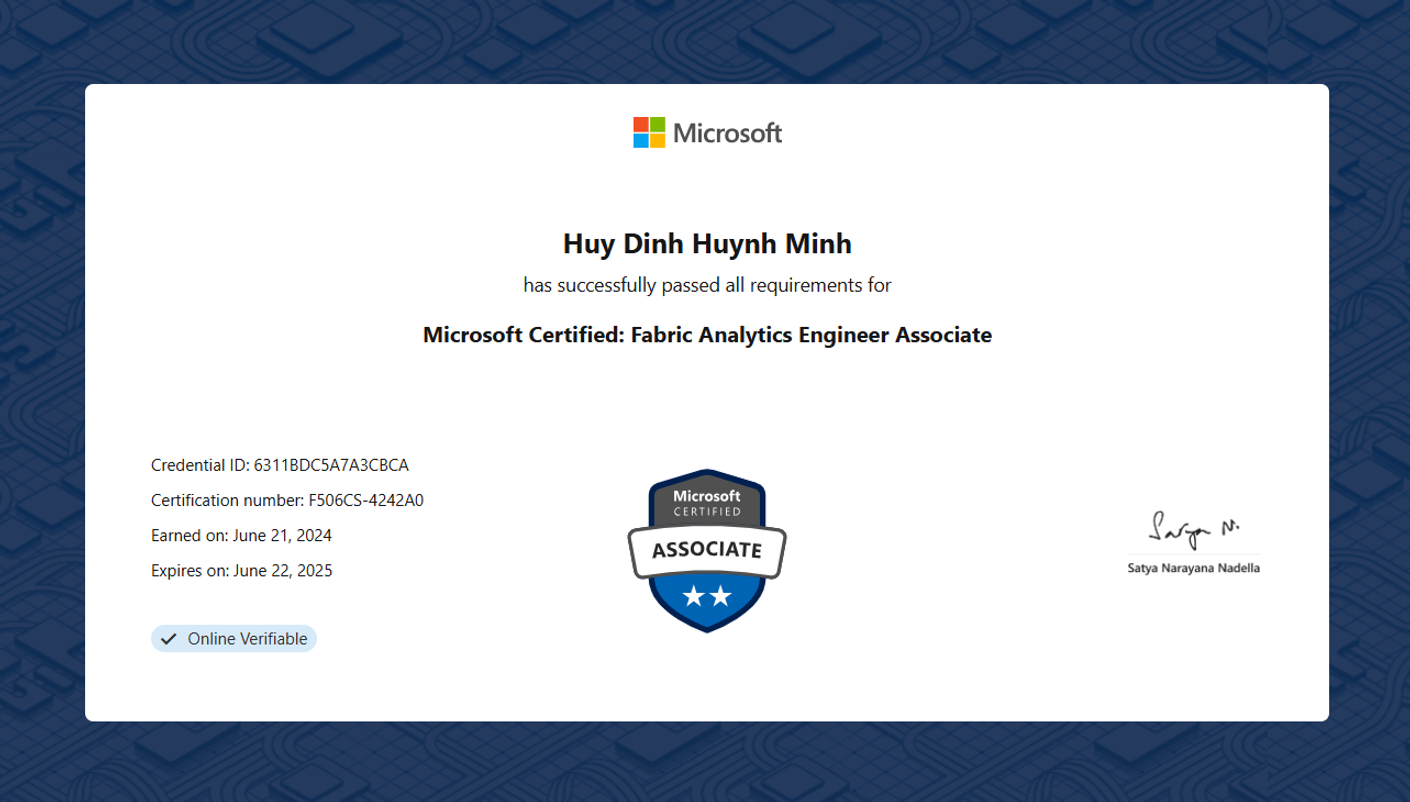 Microsoft
Huy Dinh Huynh Minh
has successfully passed all requirements for
Microsoft Certified: Fabric Analytics Engineer Associate
Credential ID: 6311BDC5A7A3CBCA
Certification number: F506CS-4242A0
Earned on: June 21, 2024
Expires on: June 22, 2025
Online Verifiable
Microsoft
CERTIFIED
ASSOCIATE
Satya N.
Satya Narayana Nadella